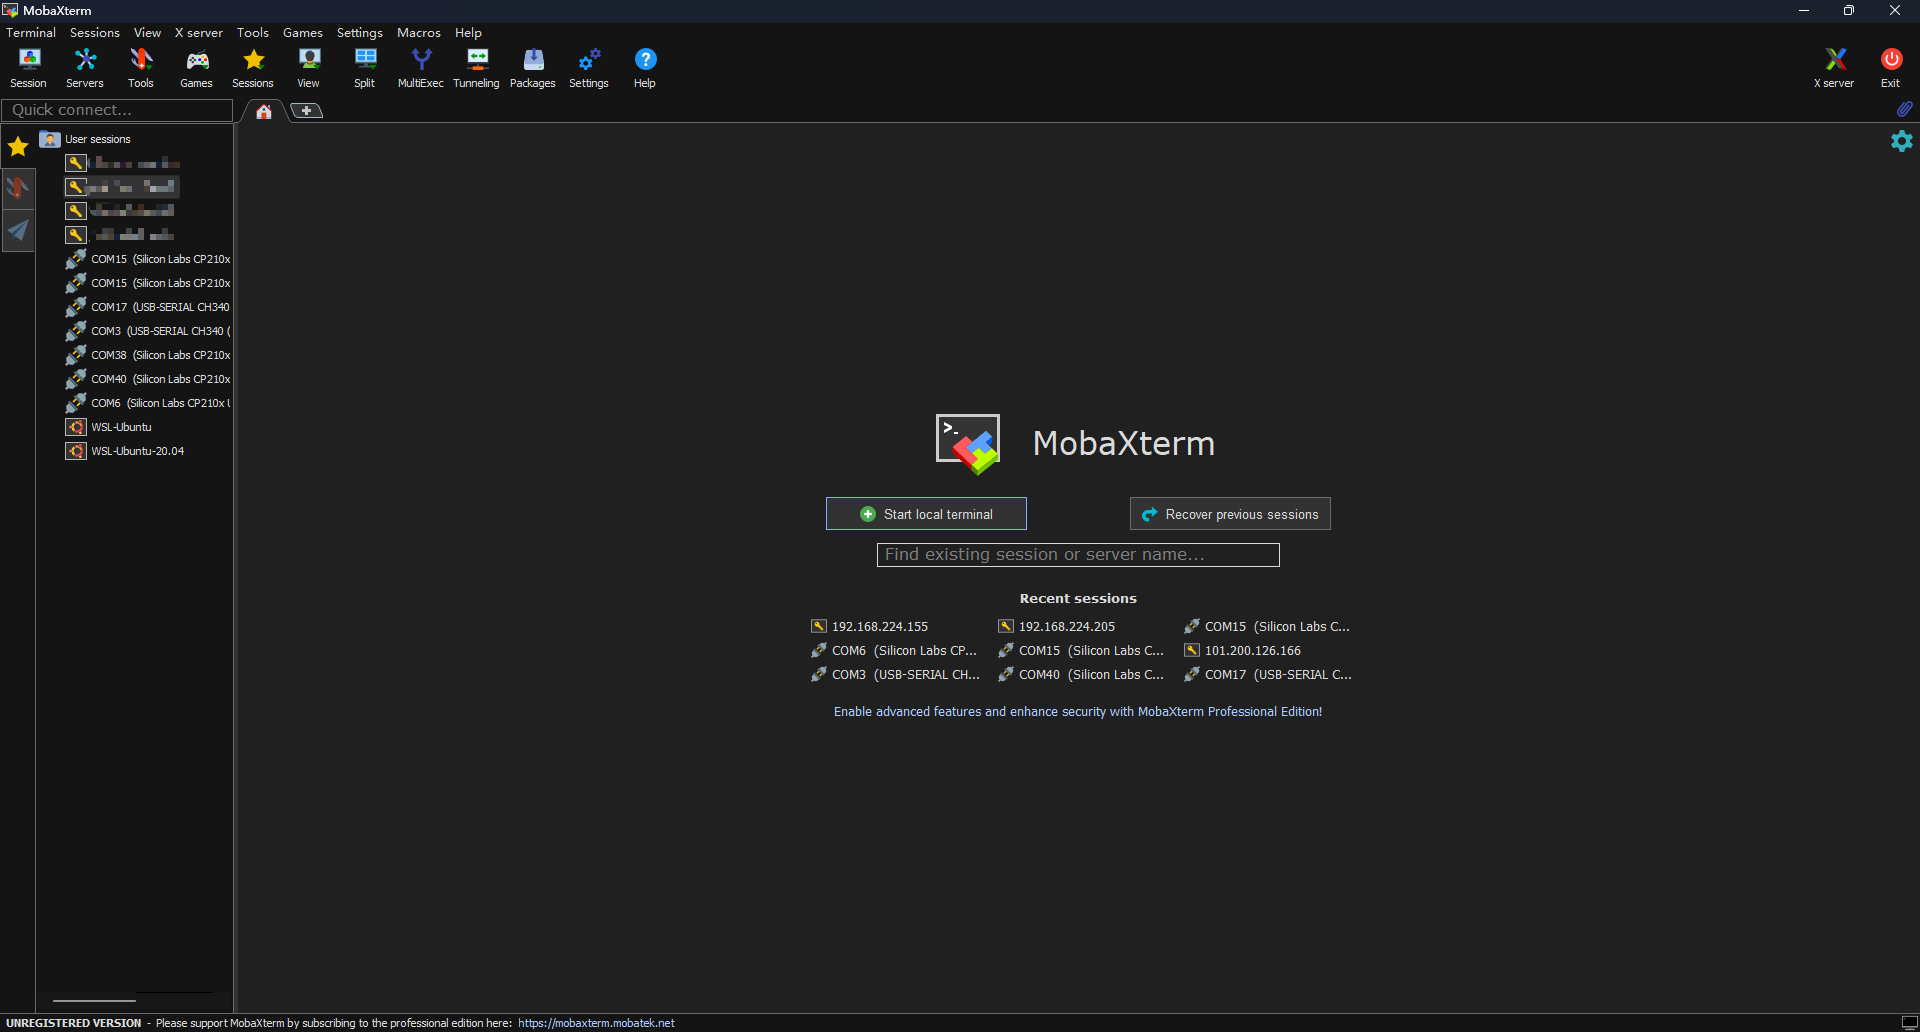 MobaXterm
Terminal Sessions View X server Tools Games Settings Macros Help
Session Servers Tools Games Sessions View Split MultiExec Tunneling Packages Settings Help X server Exit
Quick connect...
User sessions
COM15 (Silicon Labs CP210x
COM15 (Silicon Labs CP210x
COM17 (USB-SERIAL CH340
COM3 (USB-SERIAL CH340 (
COM38 (Silicon Labs CP210x
COM40 (Silicon Labs CP210x
COM6 (Silicon Labs CP210x
WSL-Ubuntu
WSL-Ubuntu-20.04
MobaXterm
Start local terminal Recover previous sessions
Find existing session or server name...
Recent sessions
192.168.224.155 192.168.224.205 COM15 (Silicon Labs C...
COM6 (Silicon Labs CP... COM15 (Silicon Labs C... 101.200.126.166
COM3 (USB-SERIAL CH... COM40 (Silicon Labs C... COM17 (USB-SERIAL C...
Enable advanced features and enhance security with MobaXterm Professional Edition!
UNREGISTERED VERSION - Please support MobaXterm by subscribing to the professional edition here: https://mobaxterm.mobatek.net